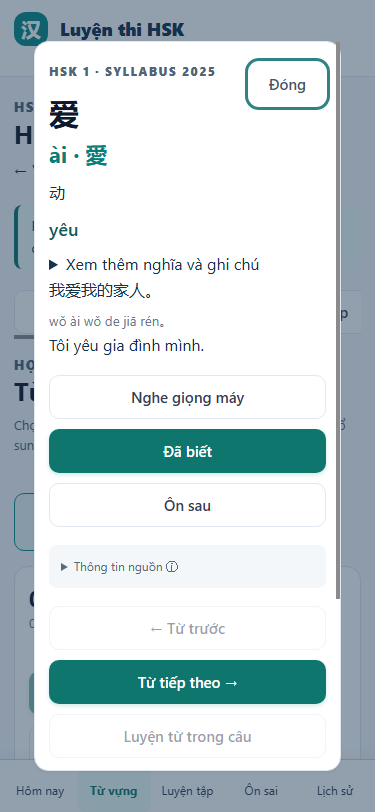 汉 Luyện thi HSK
HSK 1 · SYLLABUS 2025
Đóng
爱
ài · 愛
动
yêu
▶ Xem thêm nghĩa và ghi chú
我爱我的家人。
wǒ ài wǒ de jiā rén。
Tôi yêu gia đình mình.
Nghe giọng máy
Đã biết
Ôn sau
▶ Thông tin nguồn ⓘ
← Từ trước
Từ tiếp theo →
Luyện từ trong câu
Hôm nay
Từ vựng
Luyện tập
Ôn sai
Lịch sử